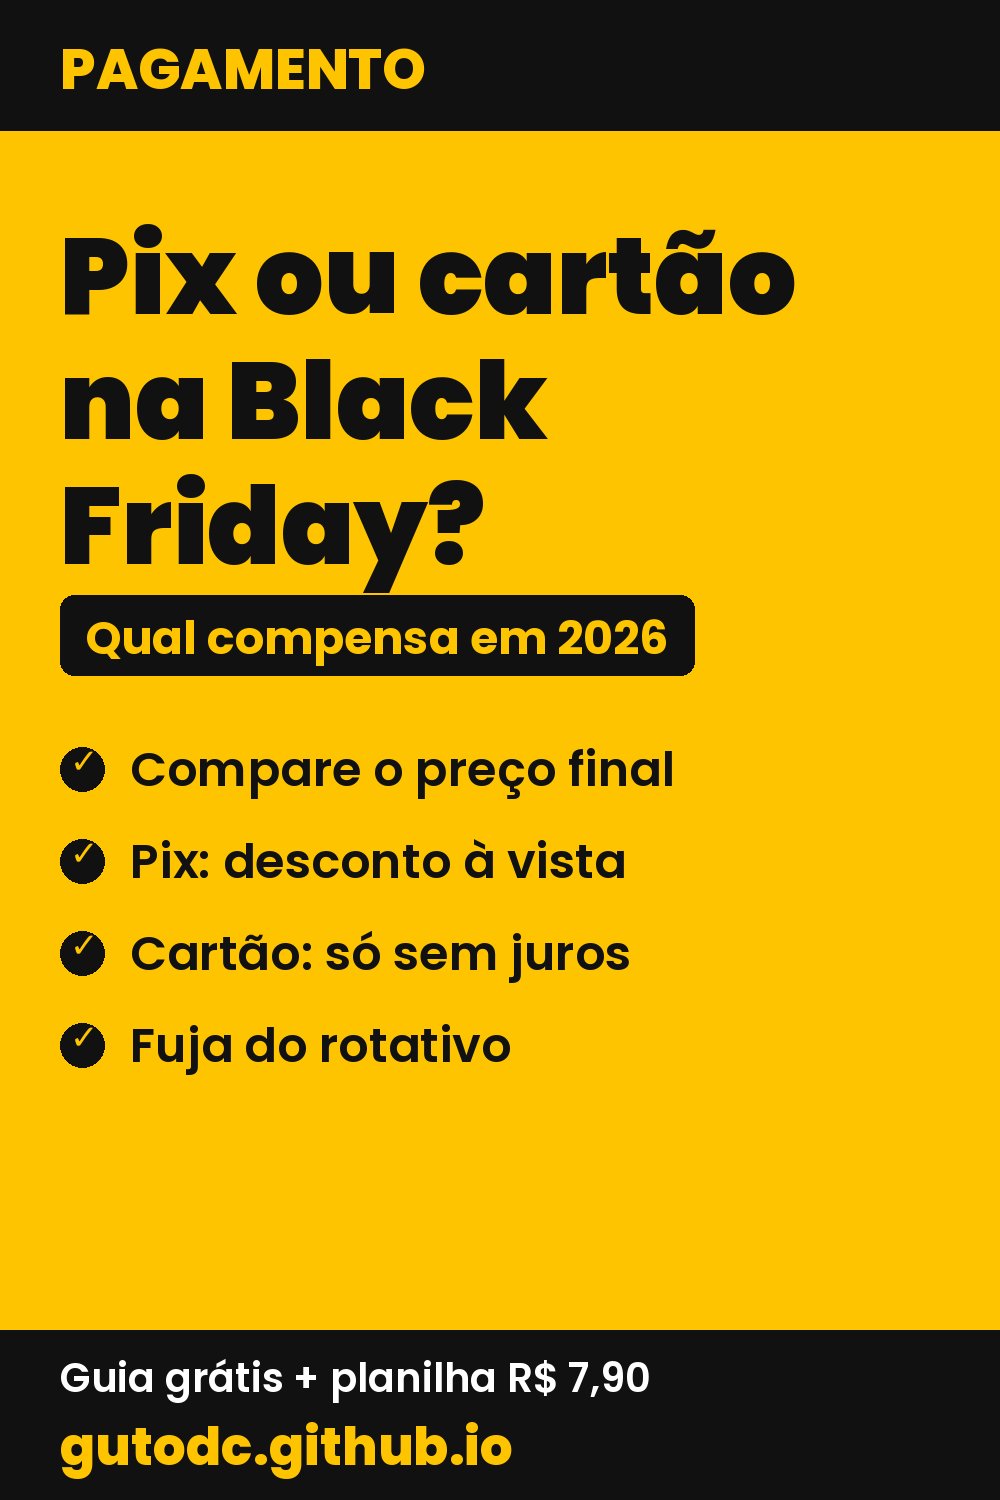 PAGAMENTO
Pix ou cartão
na Black
Friday?
Qual compensa em 2026
✓ Compare o preço final
✓ Pix: desconto à vista
✓ Cartão: só sem juros
✓ Fuja do rotativo
Guia grátis + planilha R$ 7,90
gutodc.github.io